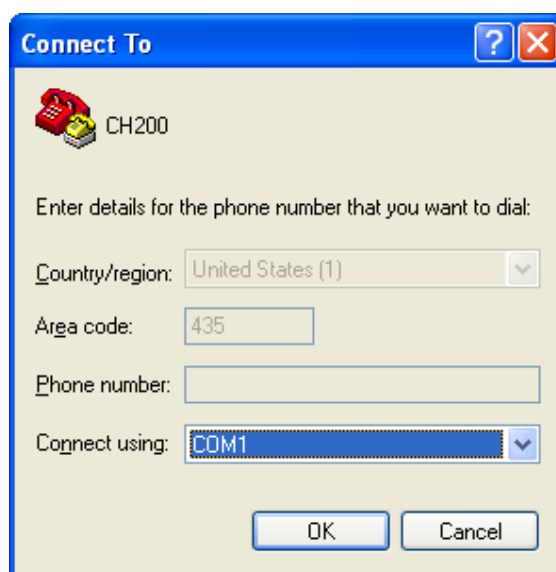 Connect To
CH200
Enter details for the phone number that you want to dial:
Country/region: United States (1)
Area code: 435
Phone number:
Connect using: COM1
OK Cancel